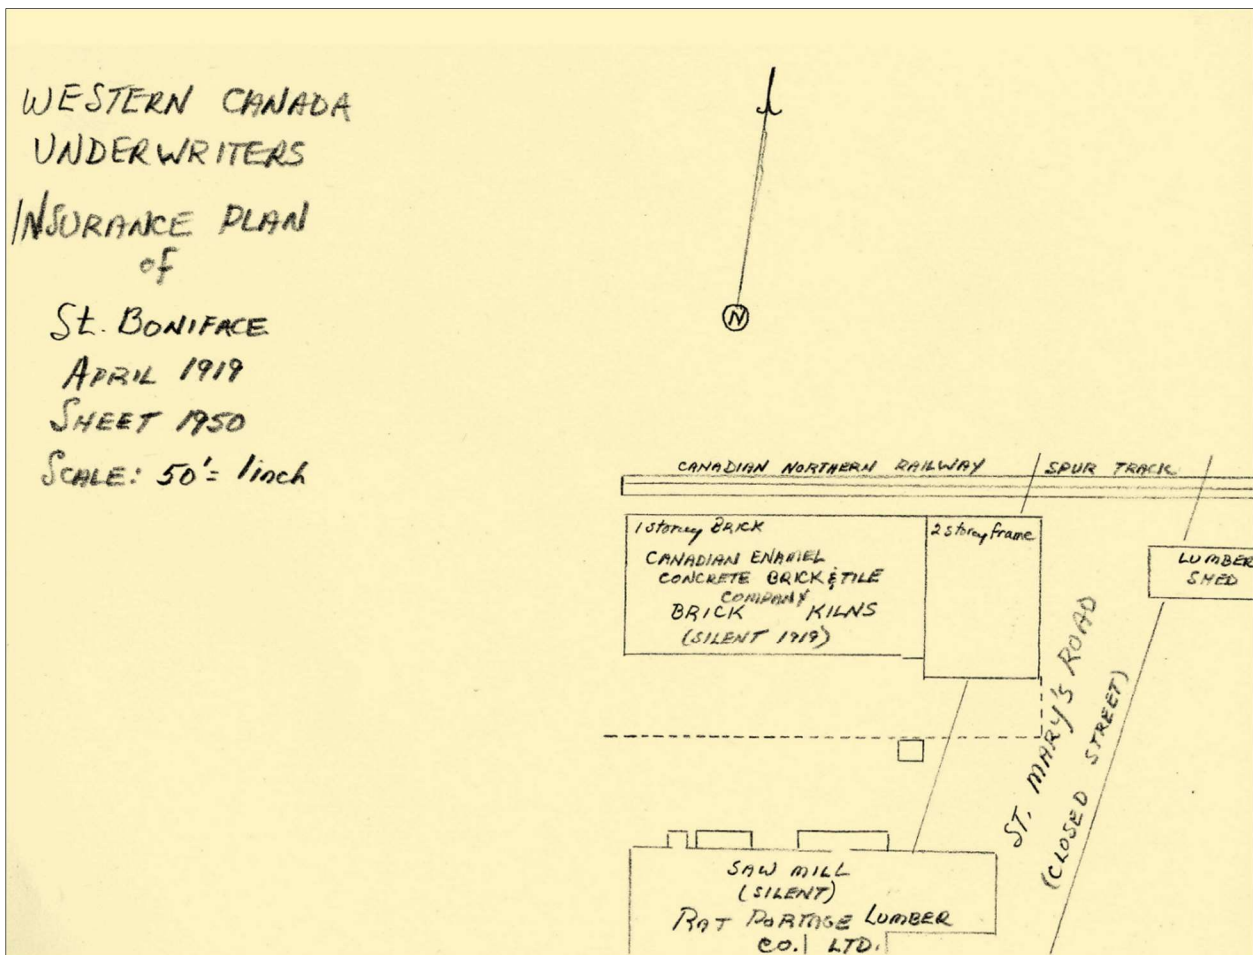 WESTERN CANADA
UNDERWRITERS
INSURANCE PLAN
of
St. BONIFACE
APRIL 1919
SHEET 1950
SCALE: 50'= 1inch
N
CANADIAN NORTHERN RAILWAY SPUR TRACK
1 storey BRICK
CANADIAN ENAMEL
CONCRETE BRICK & TILE
COMPANY
BRICK KILNS
(SILENT 1919)
2 storey frame
LUMBER
SHED
ST. MARY'S ROAD
(CLOSED STREET)
SAW MILL
(SILENT)
RAT PORTAGE LUMBER
CO. LTD.